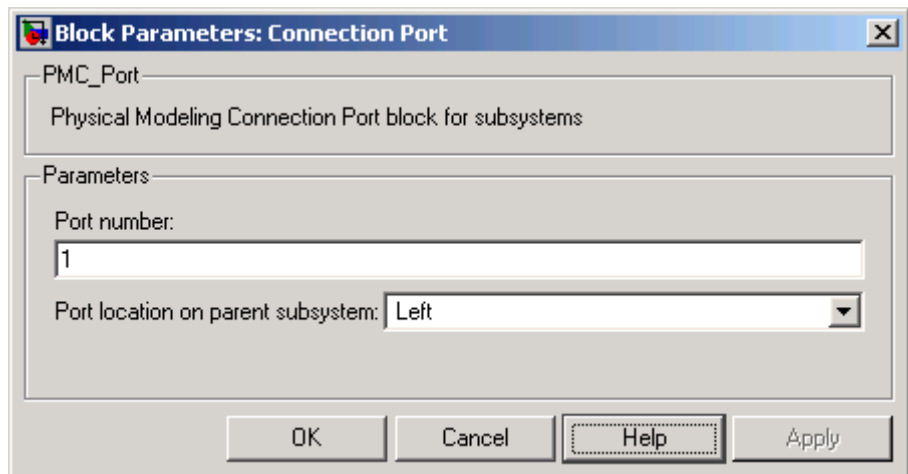 Block Parameters: Connection Port
PMC_Port
Physical Modeling Connection Port block for subsystems
Parameters
Port number:
1
Port location on parent subsystem: Left
OK Cancel Help Apply